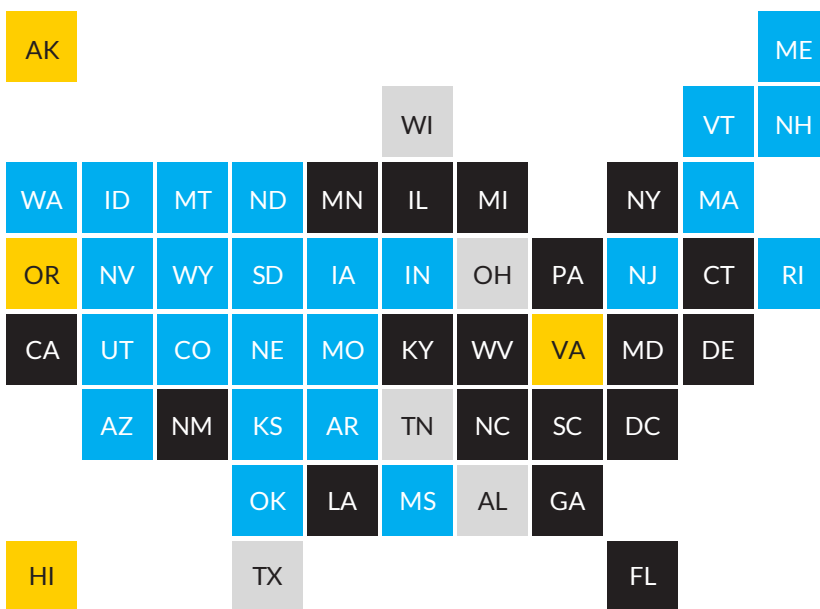 AK ME
WI VT NH
WA ID MT ND MN IL MI NY MA
OR NV WY SD IA IN OH PA NJ CT RI
CA UT CO NE MO KY WV VA MD DE
AZ NM KS AR TN NC SC DC
OK LA MS AL GA
HI TX FL